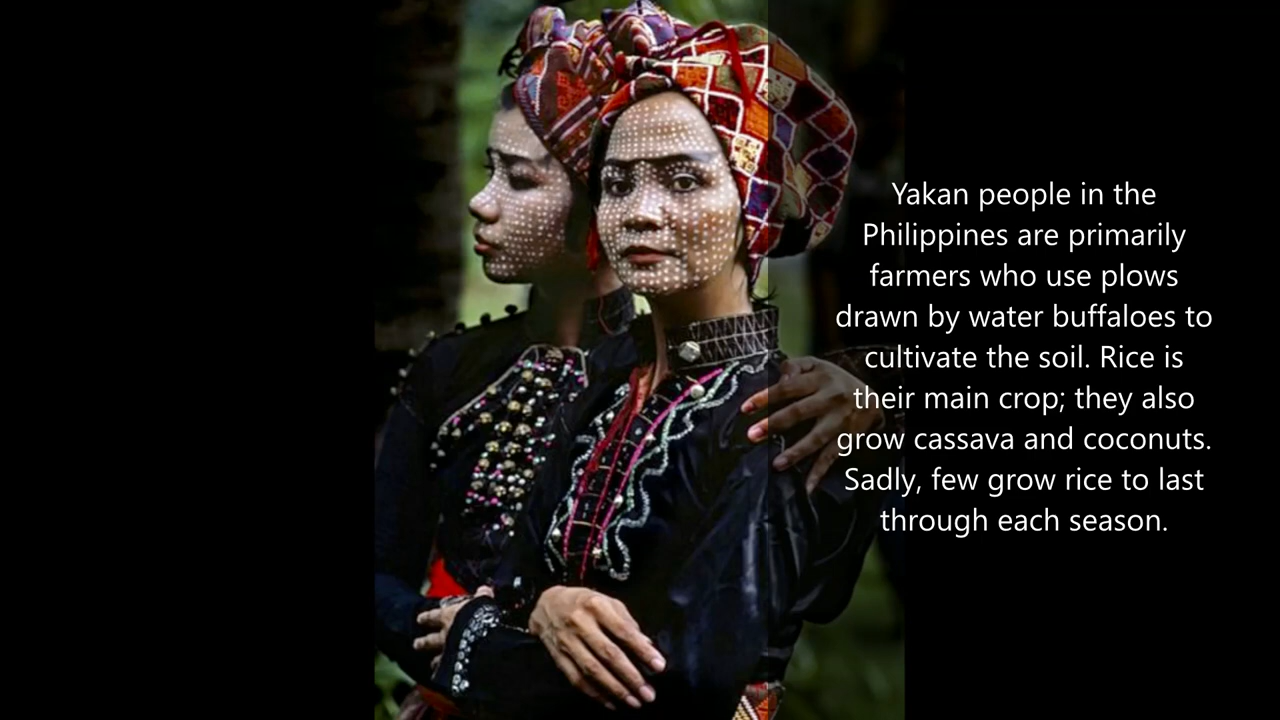 Yakan people in the
Philippines are primarily
farmers who use plows
drawn by water buffaloes to
cultivate the soil. Rice is
their main crop; they also
grow cassava and coconuts.
Sadly, few grow rice to last
through each season.